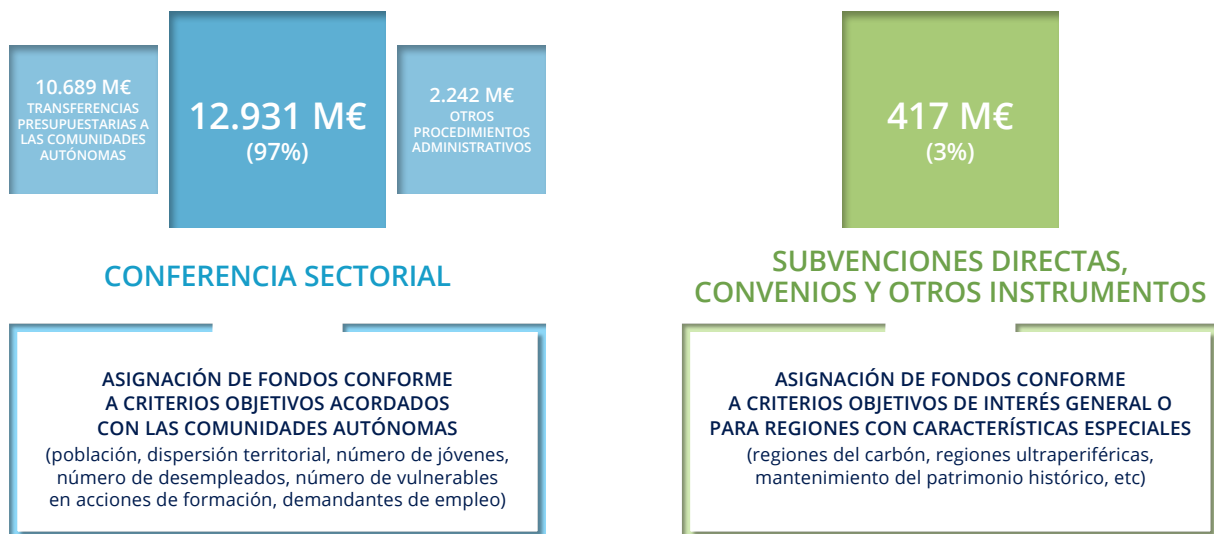 10.689 M€
TRANSFERENCIAS
PRESUPUESTARIAS A
LAS COMUNIDADES
AUTÓNOMAS
12.931 M€
(97%)
2.242 M€
OTROS
PROCEDIMIENTOS
ADMINISTRATIVOS
CONFERENCIA SECTORIAL
ASIGNACIÓN DE FONDOS CONFORME
A CRITERIOS OBJETIVOS ACORDADOS
CON LAS COMUNIDADES AUTÓNOMAS
(población, dispersión territorial, número de jóvenes,
número de desempleados, número de vulnerables
en acciones de formación, demandantes de empleo)
417 M€
(3%)
SUBVENCIONES DIRECTAS,
CONVENIOS Y OTROS INSTRUMENTOS
ASIGNACIÓN DE FONDOS CONFORME
A CRITERIOS OBJETIVOS DE INTERÉS GENERAL O
PARA REGIONES CON CARACTERÍSTICAS ESPECIALES
(regiones del carbón, regiones ultraperiféricas,
mantenimiento del patrimonio histórico, etc)